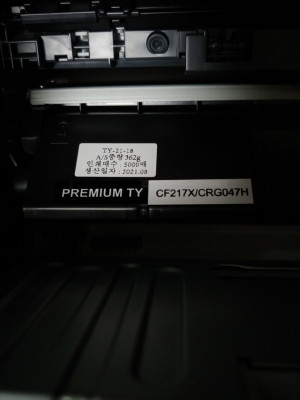 TY-21-18
A/S중량 362g
인쇄매수 : 5000매
생산일자 : 2021.08
PREMIUM TY CF217X/CRG047H